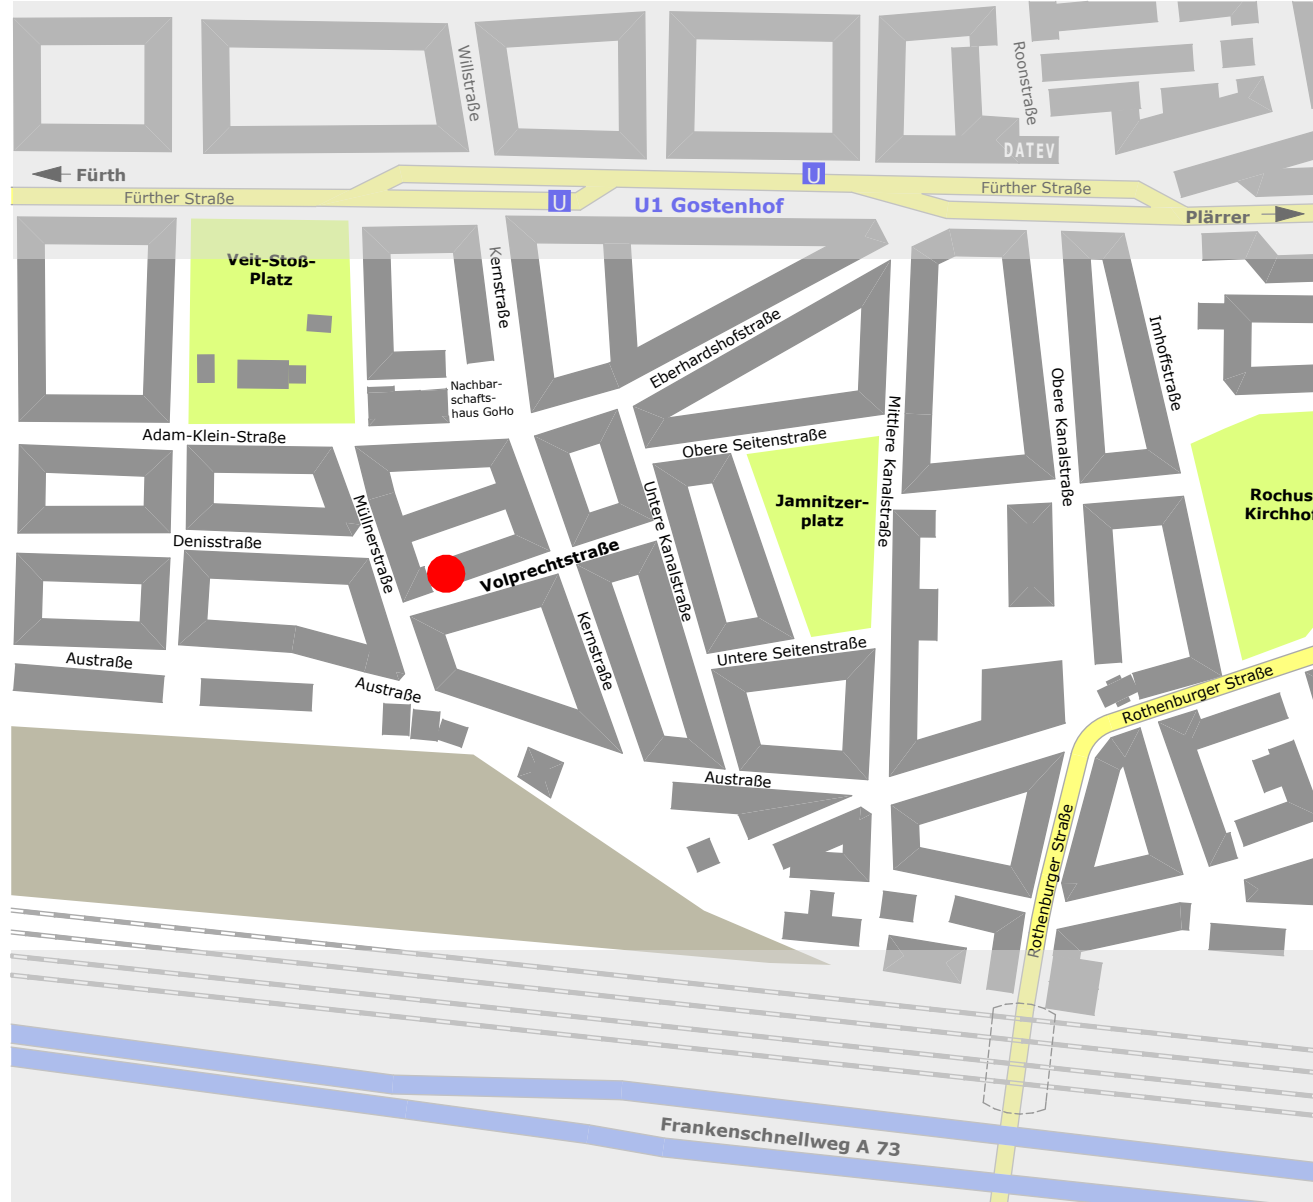 Willstraße
Roonstraße
DATEV
Fürth
U
Fürther Straße
Fürther Straße
U
U1 Gostenhof
Plärrer
Veit-Stoß-
Platz
Kernstraße
Eberhardshofstraße
Imhoffstraße
Nachbar-
schafts-
haus GoHo
Obere Kanalstraße
Mittlere Kanalstraße
Adam-Klein-Straße
Obere Seitenstraße
Müllnerstraße
Untere Kanalstraße
Jamnitzer-
platz
Rochus
Kirchhof
Denisstraße
Volprechtstraße
Kernstraße
Untere Seitenstraße
Austraße
Austraße
Rothenburger Straße
Austraße
Rothenburger Straße
Frankenschnellweg A 73